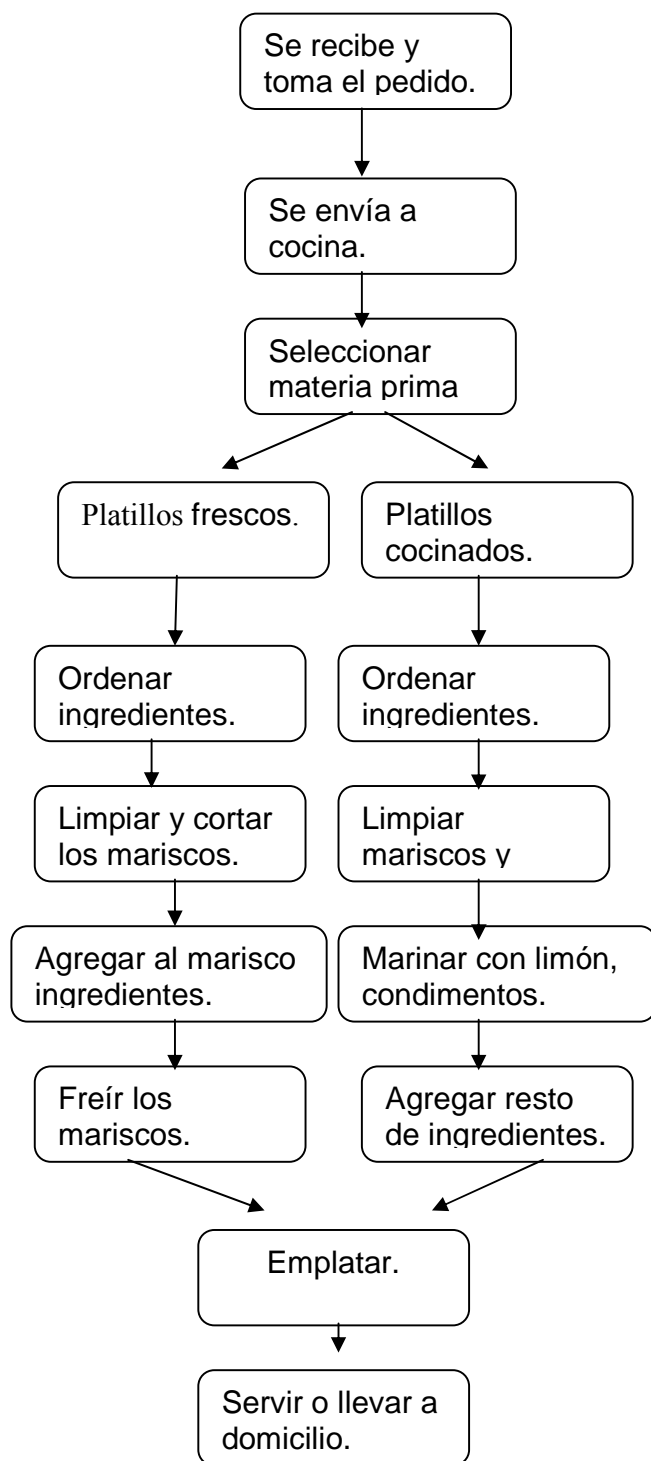 Se recibe y
toma el pedido.
Se envía a
cocina.
Seleccionar
materia prima
Platillos frescos.
Platillos
cocinados.
Ordenar
ingredientes.
Ordenar
ingredientes.
Limpiar y cortar
los mariscos.
Limpiar
mariscos y
Agregar al marisco
ingredientes.
Marinar con limón,
condimentos.
Freír los
mariscos.
Agregar resto
de ingredientes.
Emplatar.
Servir o llevar a
domicilio.